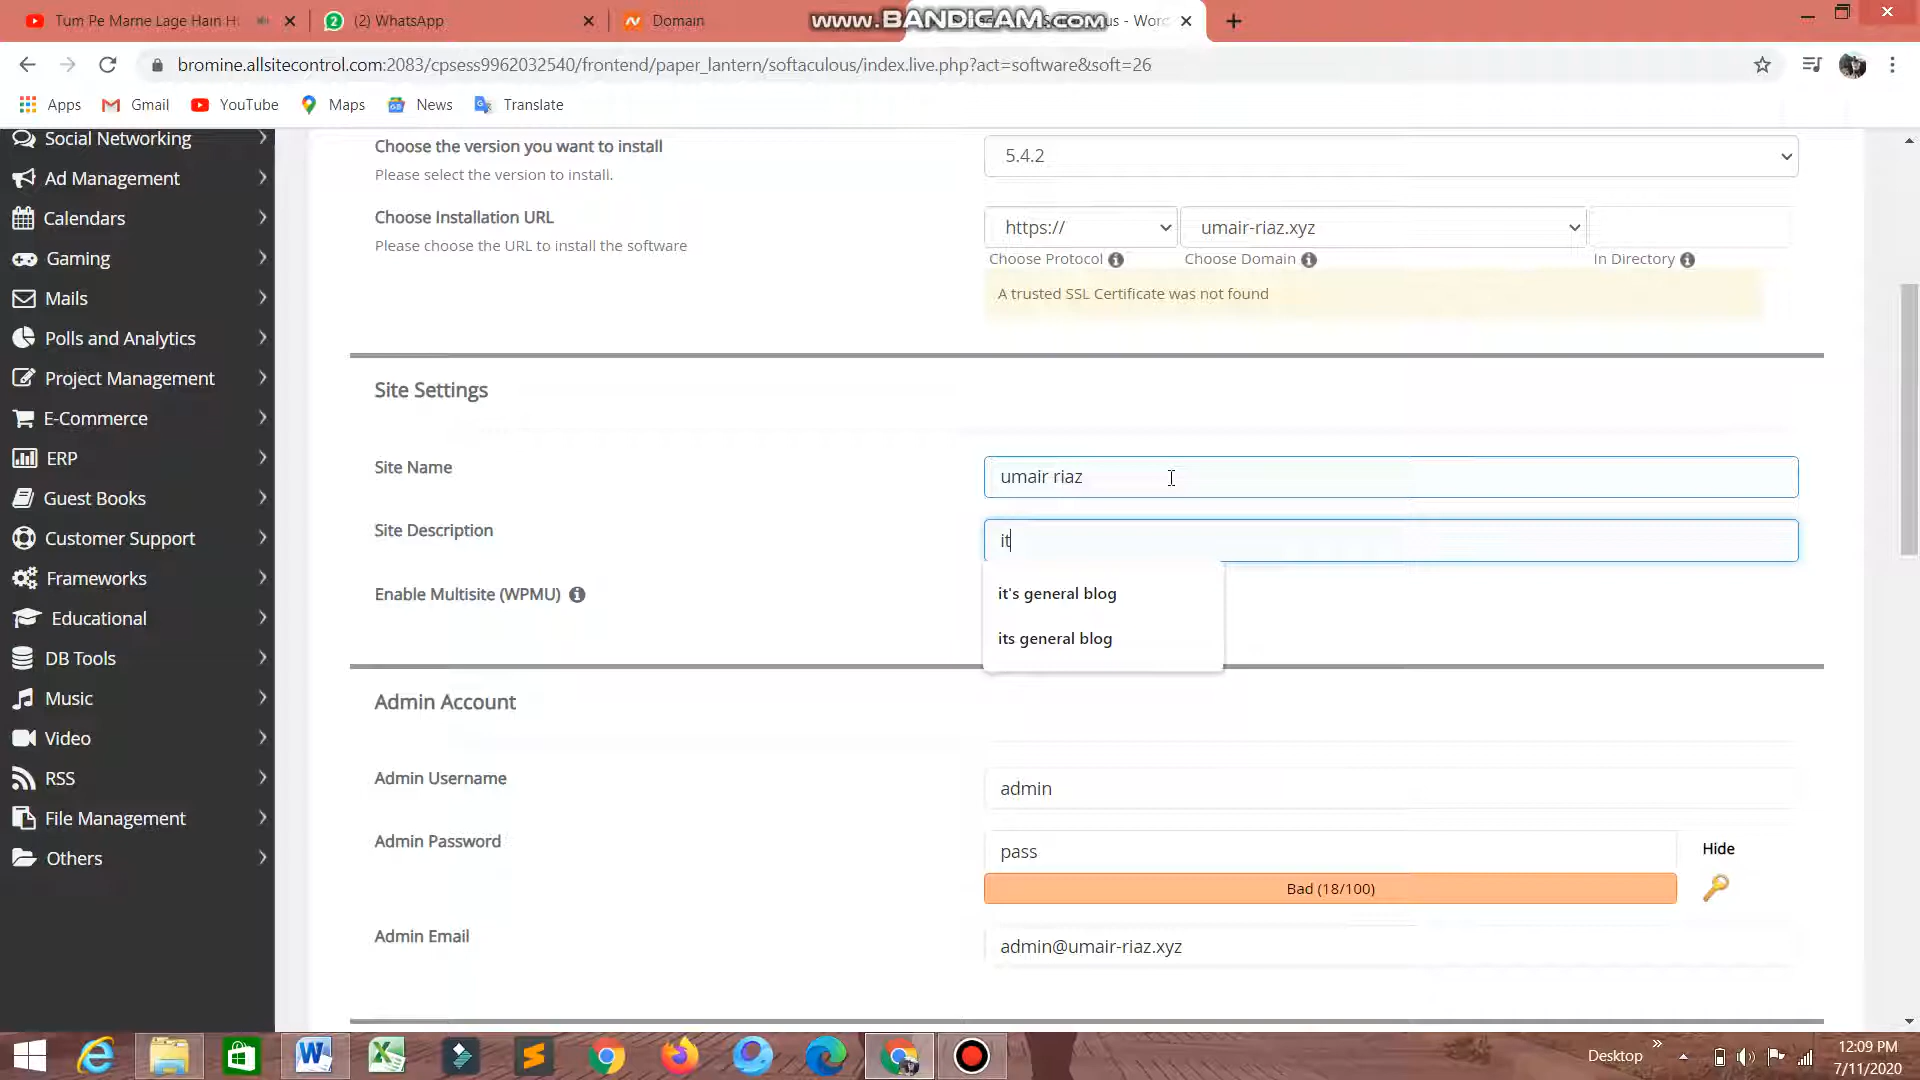 Tum Pe Marne Lage Hain H
(2) WhatsApp
Domain
www.BANDICAM.com
ous - Word
bromine.allsitecontrol.com:2083/cpsess9962032540/frontend/paper_lantern/softaculous/index.live.php?act=software&soft=26
Apps
Gmail
YouTube
Maps
News
Translate
Social Networking
Ad Management
Calendars
Gaming
Mails
Polls and Analytics
Project Management
E-Commerce
ERP
Guest Books
Customer Support
Frameworks
Educational
DB Tools
Music
Video
RSS
File Management
Others
Choose the version you want to install
Please select the version to install.
5.4.2
Choose Installation URL
Please choose the URL to install the software
https://
umair-riaz.xyz
Choose Protocol
Choose Domain
In Directory
A trusted SSL Certificate was not found
Site Settings
Site Name
umair riaz
Site Description
it
it's general blog
its general blog
Enable Multisite (WPMU)
Admin Account
Admin Username
admin
Admin Password
pass
Hide
Bad (18/100)
Admin Email
admin@umair-riaz.xyz
Desktop
12:09 PM
7/11/2020